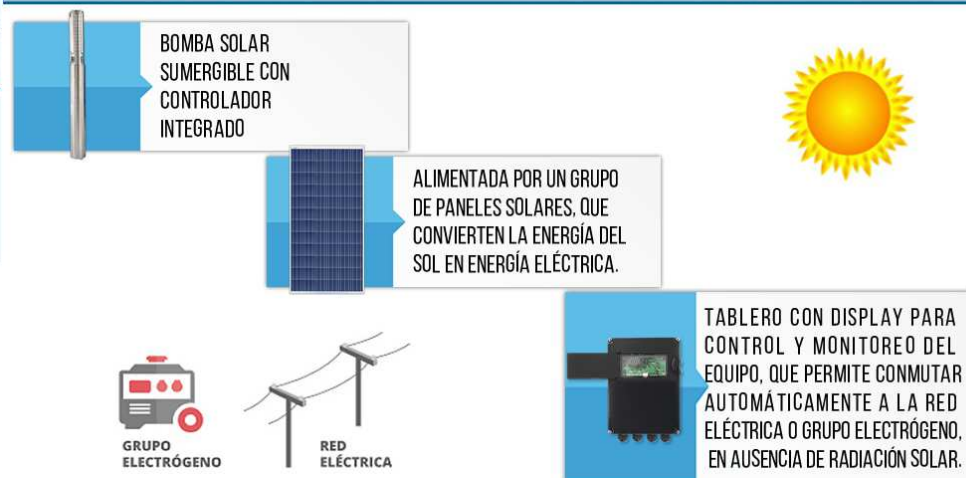 BOMBA SOLAR
SUMERGIBLE CON
CONTROLADOR
INTEGRADO
ALIMENTADA POR UN GRUPO
DE PANELES SOLARES, QUE
CONVIERTEN LA ENERGÍA DEL
SOL EN ENERGÍA ELÉCTRICA.
TABLERO CON DISPLAY PARA
CONTROL Y MONITOREO DEL
EQUIPO, QUE PERMITE CONMUTAR
AUTOMÁTICAMENTE A LA RED
ELÉCTRICA O GRUPO ELECTRÓGENO,
EN AUSENCIA DE RADIACIÓN SOLAR.
GRUPO
ELECTRÓGENO
RED
ELÉCTRICA